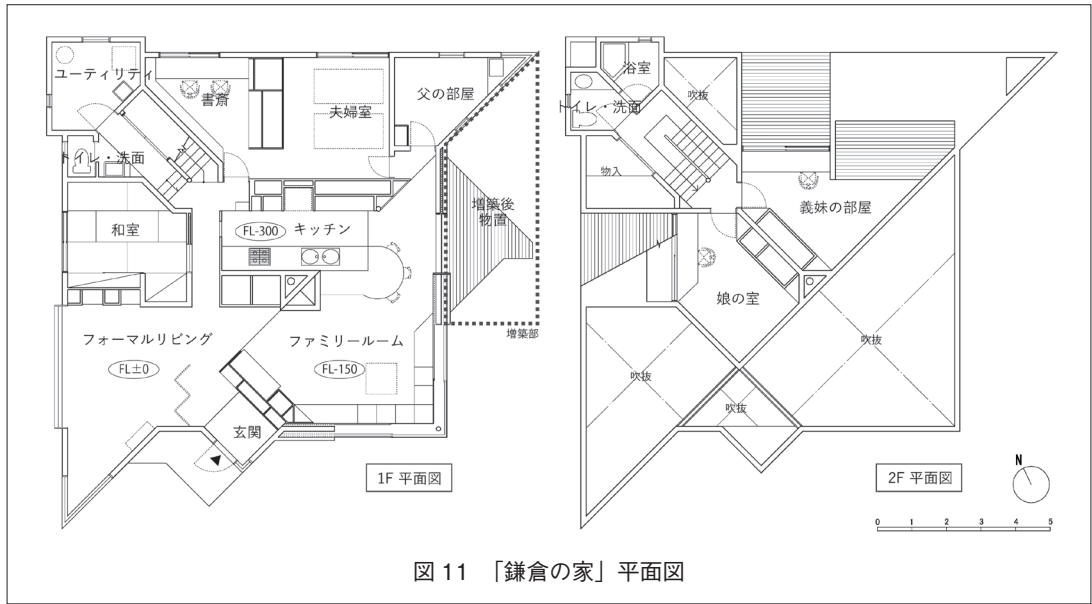 ユーティリティ
書斎
夫婦室
父の部屋
トイレ・洗面
増築後
物置
和室
FL-300
キッチン
フォーマルリビング
FL±0
ファミリールーム
FL-150
増築部
玄関
1F 平面図
浴室
トイレ・洗面
吹抜
物入
義妹の部屋
娘の室
吹抜
吹抜
吹抜
2F 平面図
N
0 1 2 3 4 5
図 11 「鎌倉の家」平面図